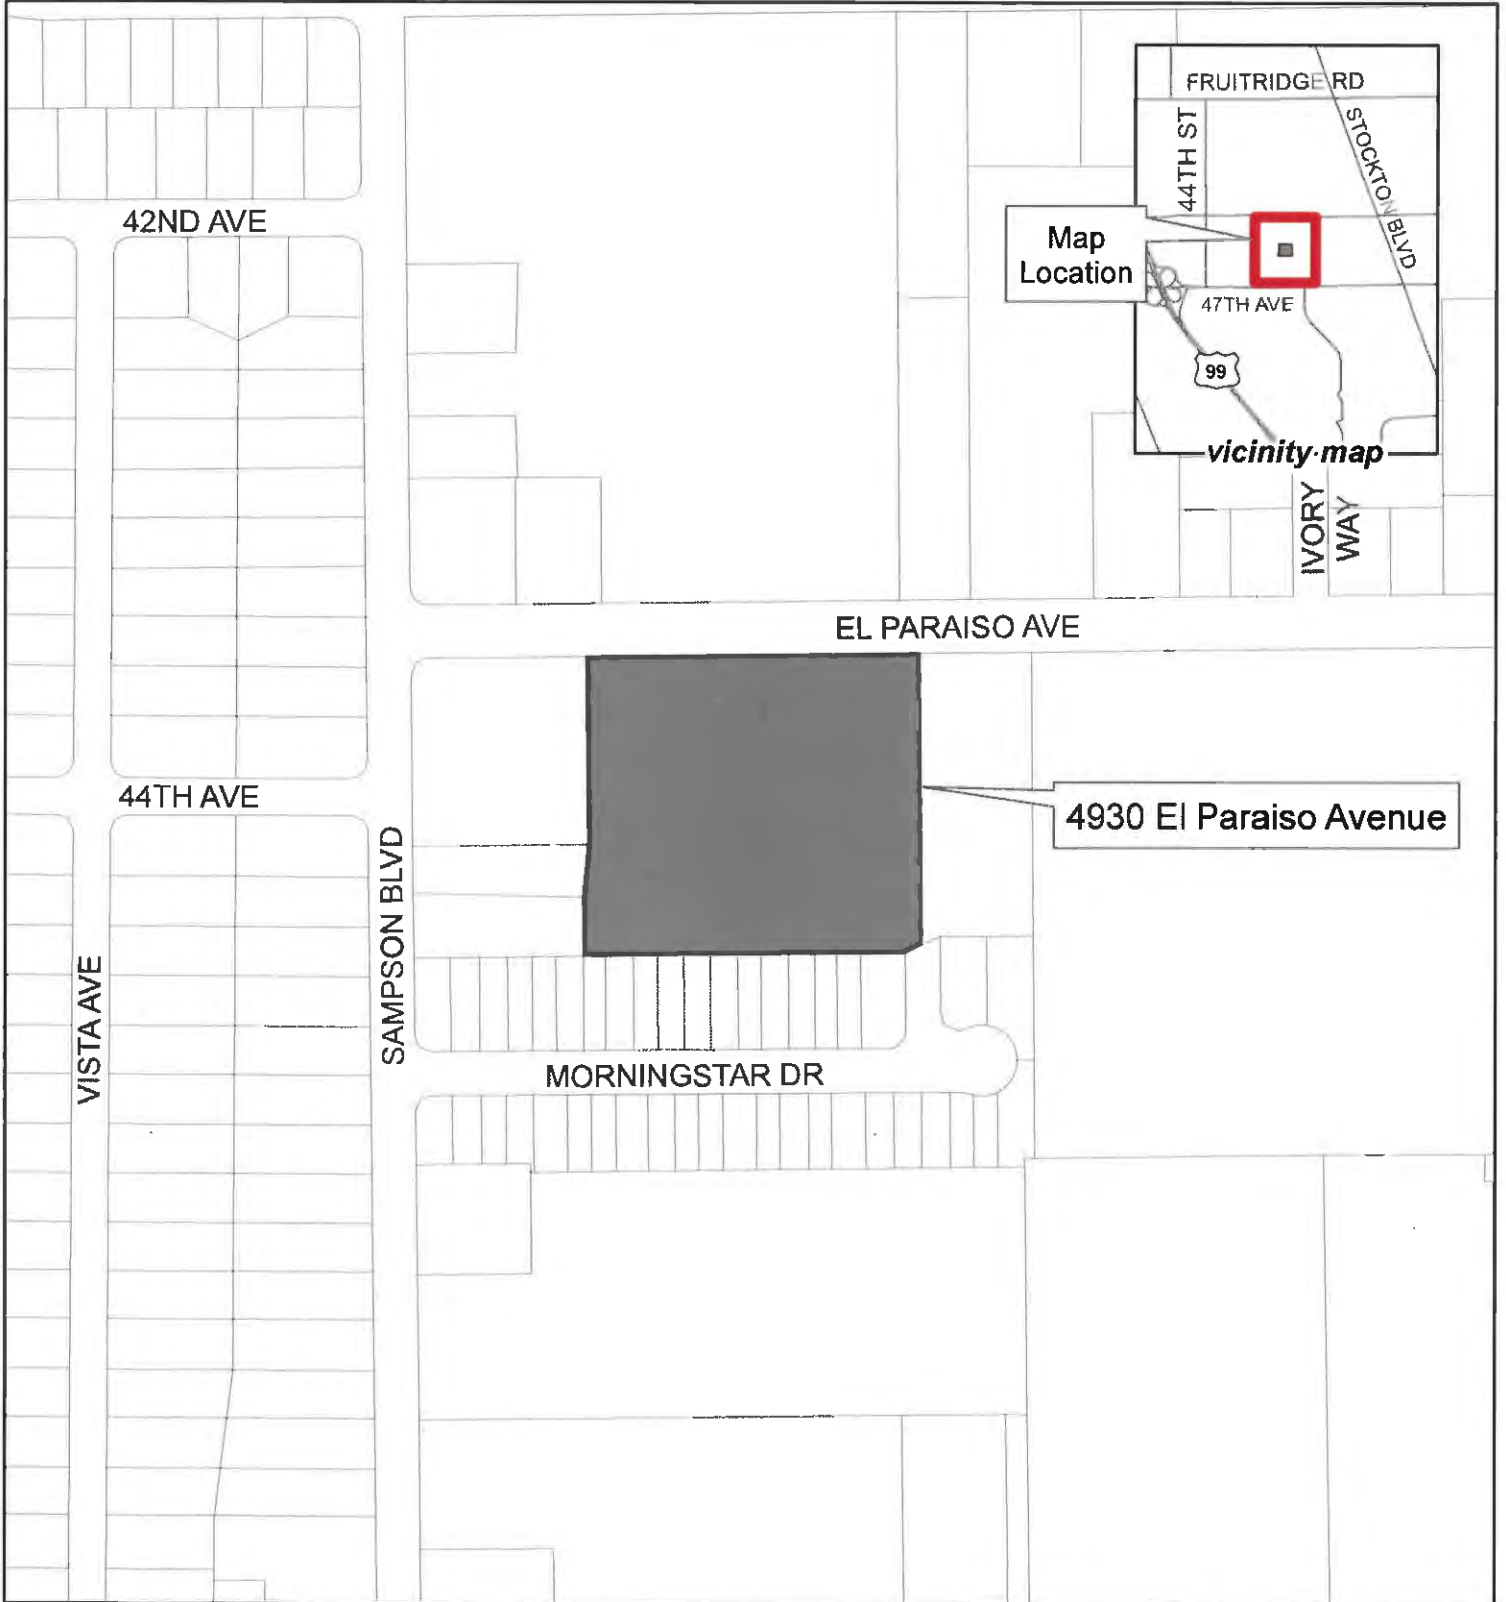 FRUITRIDGE RD
44TH ST
STOCKTON BLVD
42ND AVE
Map
Location
47TH AVE
99
vicinity map
IVORY
WAY
EL PARAISO AVE
44TH AVE
4930 El Paraiso Avenue
SAMPSON BLVD
VISTA AVE
MORNINGSTAR DR